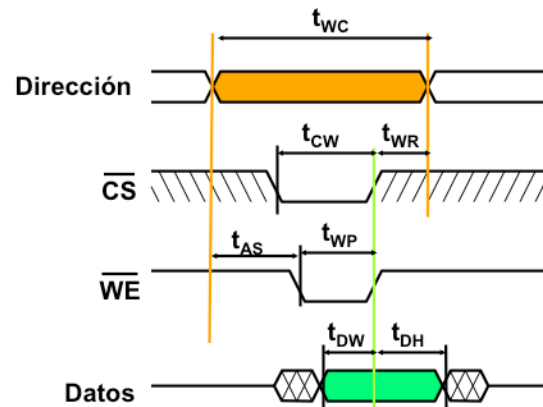 tWC
Dirección
tCW
tWR
CS
tAS
tWP
WE
tDW
tDH
Datos